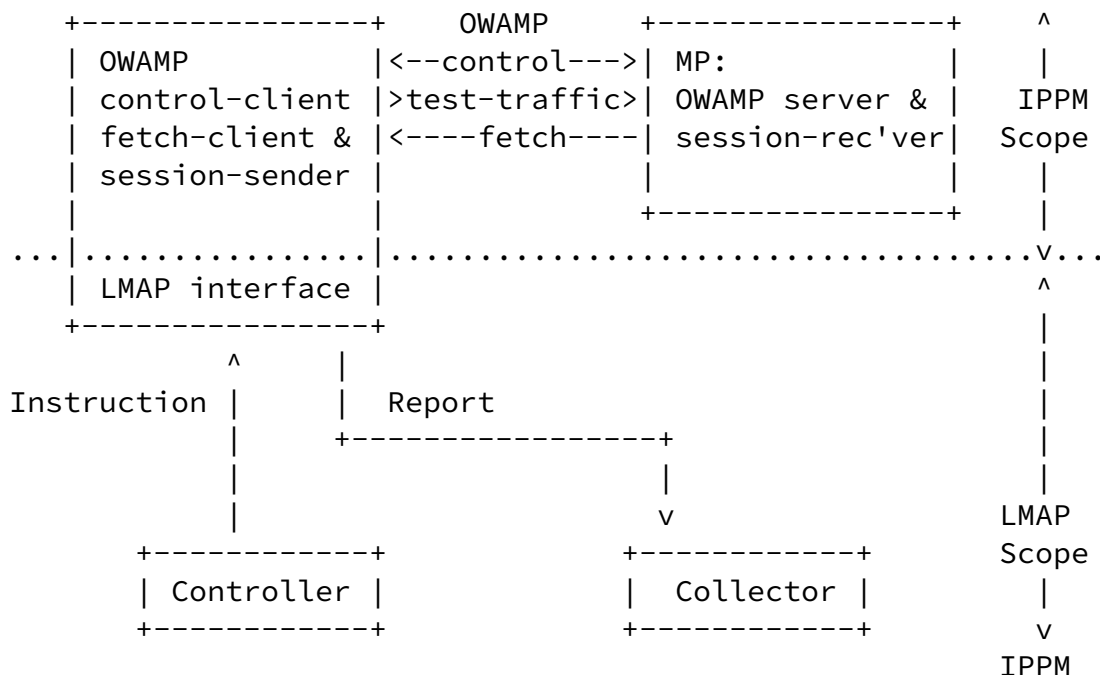 +----------------+   OWAMP    +----------------+    ^
| OWAMP          |<--control--->| MP:            |    |
| control-client |>test-traffic>| OWAMP server & |   IPPM
| fetch-client & |<----fetch----| session-rec'ver|  Scope
| session-sender |              |                |    |
|                |              +----------------+    |
...|................|.....................................v...
| LMAP interface |                                    ^
+----------------+                                    |
^     |                                        |
Instruction |     |  Report                                |
|     +-----------------+                      |
|                       |                      |
|                       v                    LMAP
+------------+          +------------+         Scope
| Controller |          |  Collector |           |
+------------+          +------------+           v
IPPM